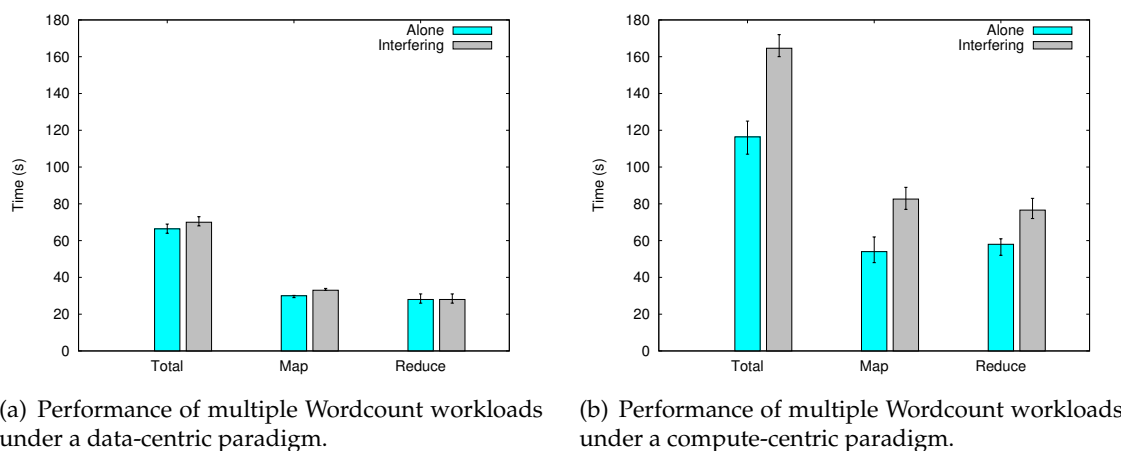 180
160
140
120
100
80
60
40
20
0
Time (s)
Alone
Interfering
Total Map Reduce
(a) Performance of multiple Wordcount workloads
under a data-centric paradigm.
180
160
140
120
100
80
60
40
20
0
Time (s)
Alone
Interfering
Total Map Reduce
(b) Performance of multiple Wordcount workloads
under a compute-centric paradigm.